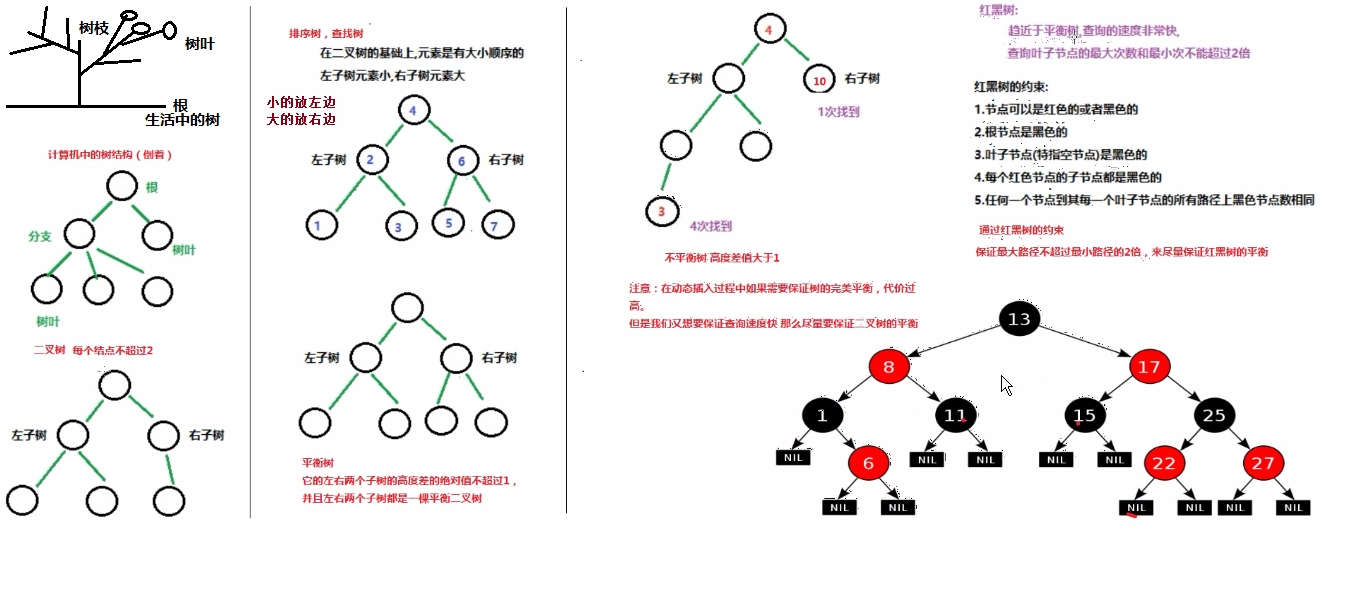 树枝
树叶
根
生活中的树
计算机中的树结构（倒着）
根
分支
树叶
树叶
二叉树 每个结点不超过2
左子树
右子树
排序树，查找树
在二叉树的基础上,元素是有大小顺序的
左子树元素小,右子树元素大
小的放左边
大的放右边
4
左子树
2
6
右子树
1
3
5
7
左子树
右子树
平衡树
它的左右两个子树的高度差的绝对值不超过1，
并且左右两个子树都是一棵平衡二叉树
4
左子树
10
右子树
1次找到
3
4次找到
不平衡树 高度差值大于1
注意：在动态插入过程中如果需要保证树的完美平衡，代价过
高。
但是我们又想要保证查询速度快 那么尽量要保证二叉树的平衡
红黑树:
趋近于平衡树,查询的速度非常快,
查询叶子节点的最大次数和最小次不能超过2倍
红黑树的约束:
1.节点可以是红色的或者黑色的
2.根节点是黑色的
3.叶子节点(特指空节点)是黑色的
4.每个红色节点的子节点都是黑色的
5.任何一个节点到其每一个叶子节点的所有路径上黑色节点数相同
通过红黑树的约束
保证最大路径不超过最小路径的2倍，来尽量保证红黑树的平衡
13
8
17
1
11
15
25
NIL
6
NIL
NIL
NIL
NIL
22
27
NIL
NIL
NIL
NIL
NIL
NIL